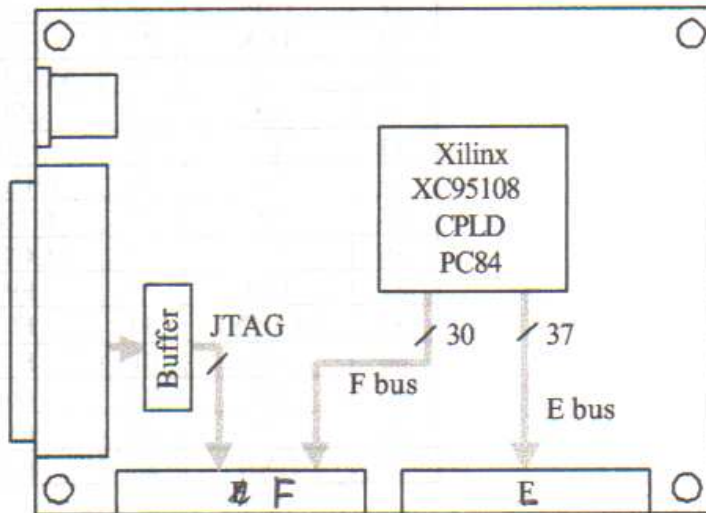 Xilinx
XC95108
CPLD
PC84
Buffer
JTAG
30
37
F bus
E bus
F
E